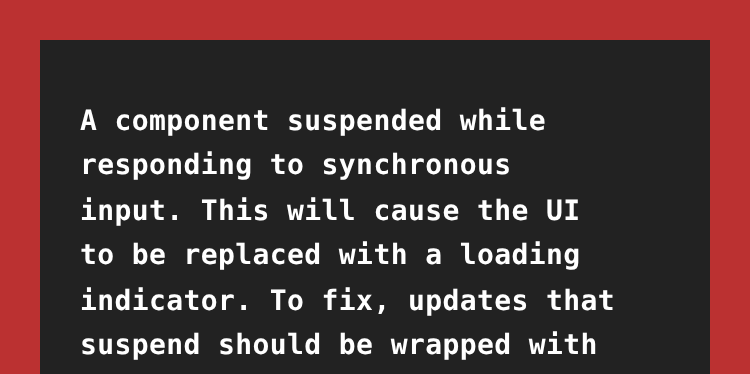 A component suspended while
responding to synchronous
input. This will cause the UI
to be replaced with a loading
indicator. To fix, updates that
suspend should be wrapped with